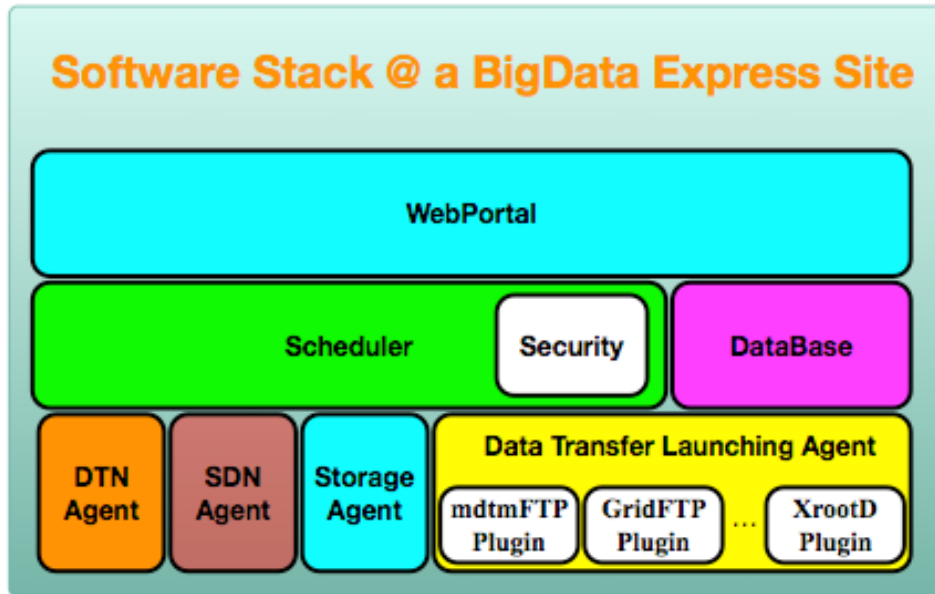 Software Stack @ a BigData Express Site
WebPortal
Scheduler
Security
DataBase
DTN
Agent
SDN
Agent
Storage
Agent
Data Transfer Launching Agent
mdtmFTP
Plugin
GridFTP
Plugin
...
XrootD
Plugin